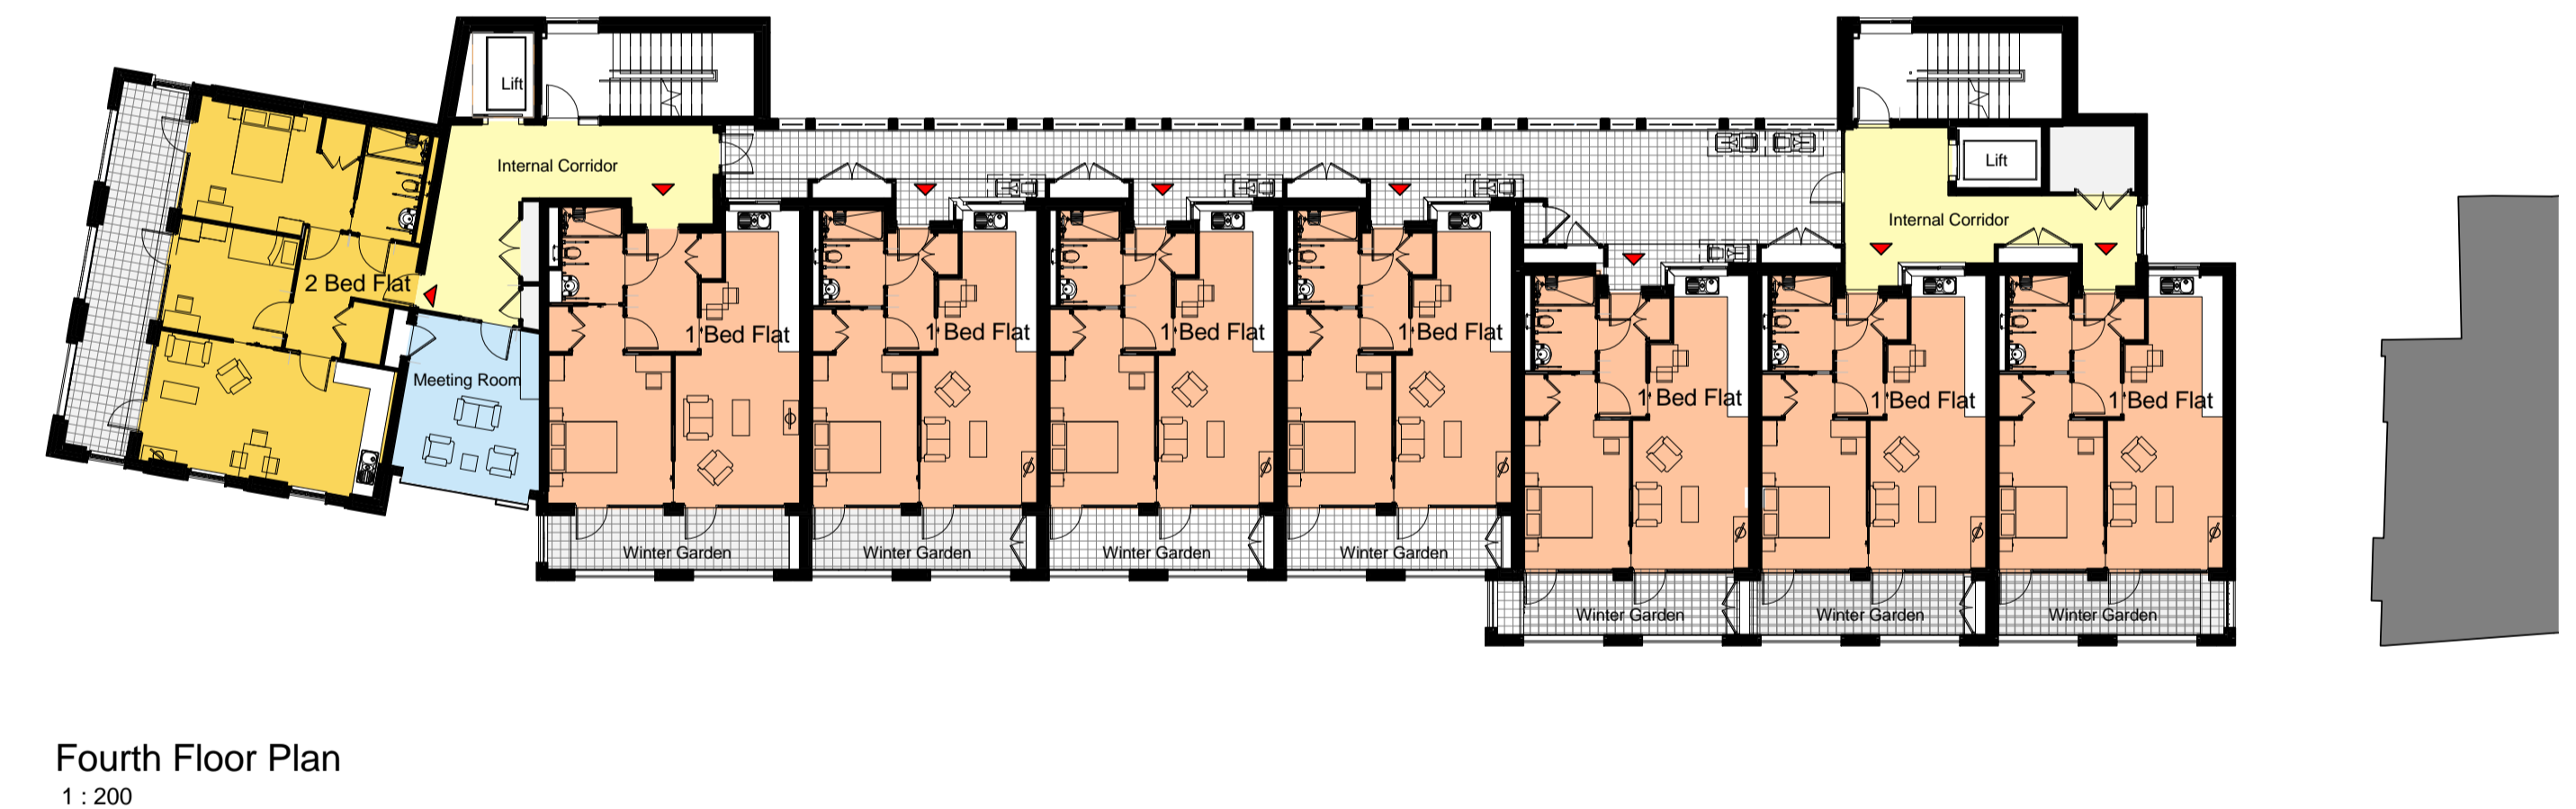 Lift
Lift
Internal Corridor
Internal Corridor
2 Bed Flat
1 Bed Flat
1 Bed Flat
1 Bed Flat
1 Bed Flat
Meeting Room
1 Bed Flat
1 Bed Flat
1 Bed Flat
Winter Garden
Winter Garden
Winter Garden
Winter Garden
Winter Garden
Winter Garden
Winter Garden
Fourth Floor Plan
1 : 200